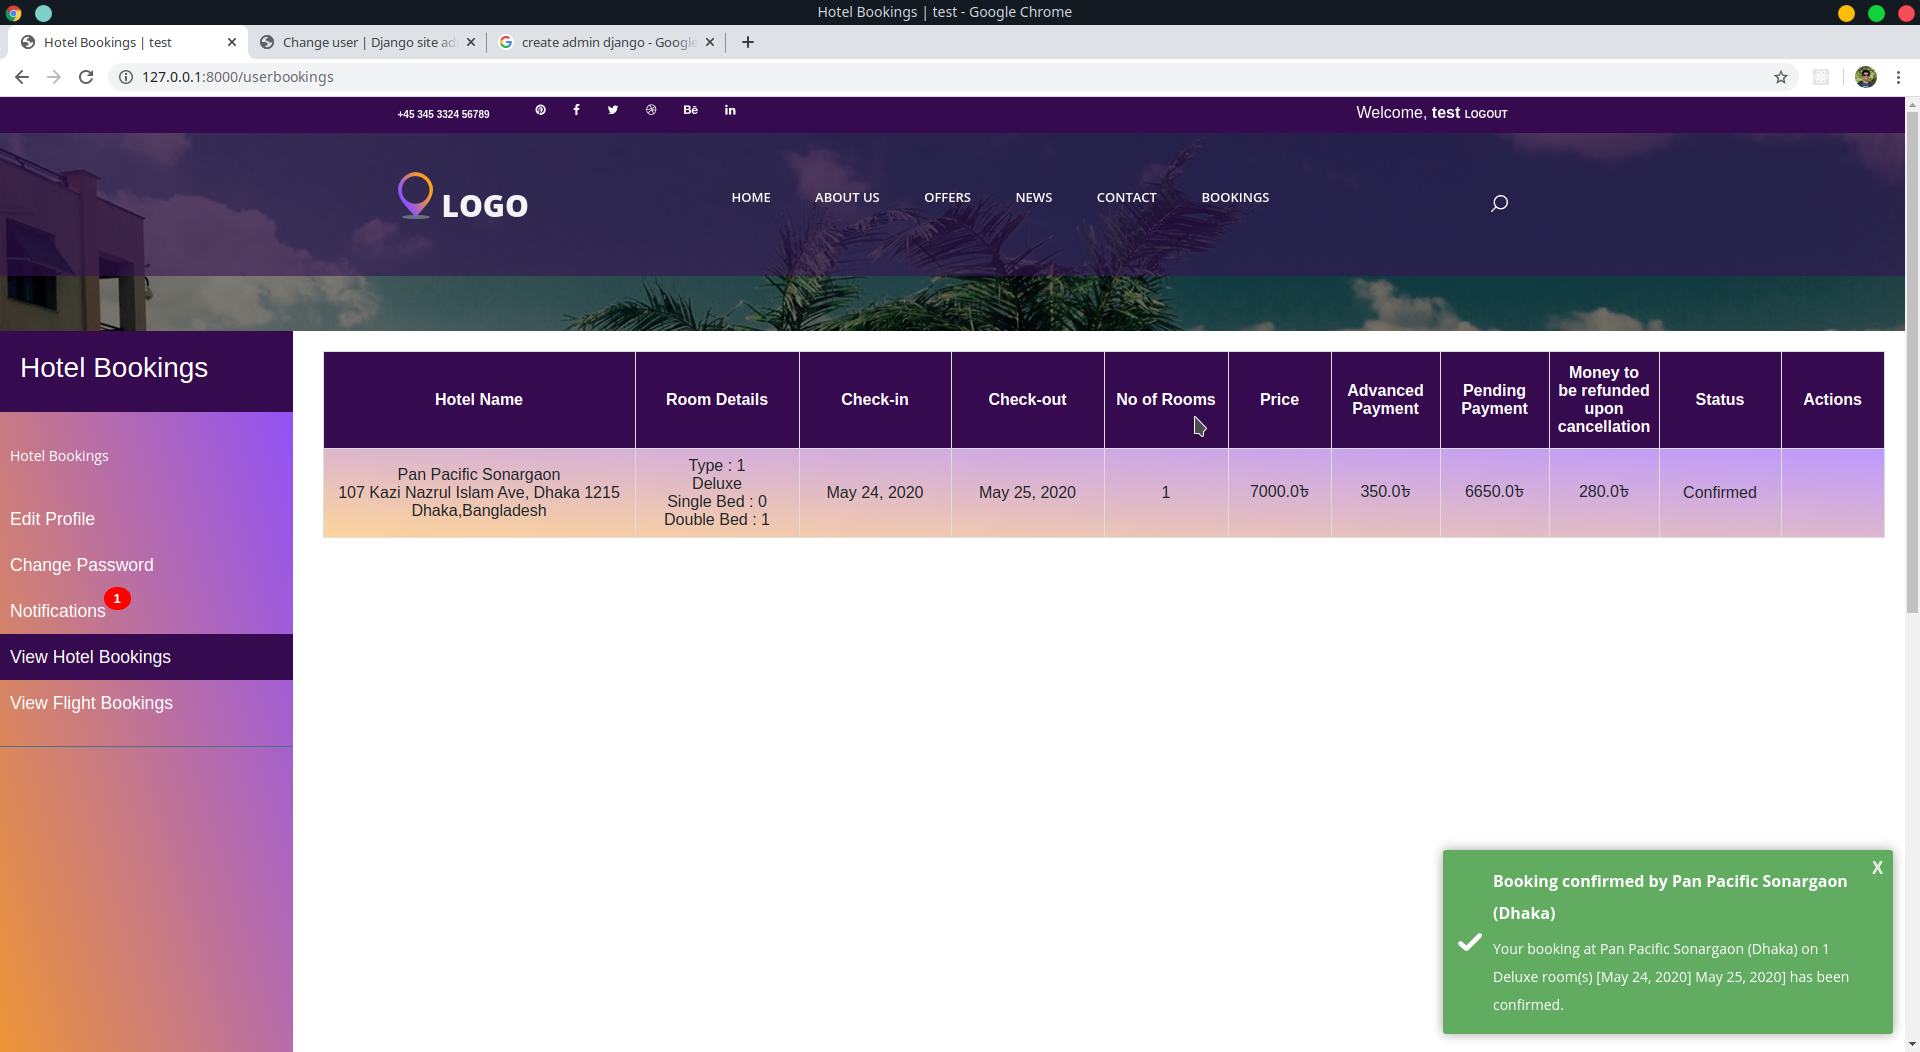 Hotel Bookings | test - Google Chrome
Hotel Bookings | test
Change user | Django site ad
create admin django - Google
127.0.0.1:8000/userbookings
+45 345 3324 56789
Bē
in
Welcome, test LOGOUT
LOGO
HOME
ABOUT US
OFFERS
NEWS
CONTACT
BOOKINGS
Hotel Bookings
Hotel Bookings
Edit Profile
Change Password
Notifications 1
View Hotel Bookings
View Flight Bookings
Hotel Name
Room Details
Check-in
Check-out
No of Rooms
Price
Advanced
Payment
Pending
Payment
Money to
be refunded
upon
cancellation
Status
Actions
Pan Pacific Sonargaon
107 Kazi Nazrul Islam Ave, Dhaka 1215
Dhaka,Bangladesh
Type : 1
Deluxe
Single Bed : 0
Double Bed : 1
May 24, 2020
May 25, 2020
1
7000.0৳
350.0৳
6650.0৳
280.0৳
Confirmed
X
Booking confirmed by Pan Pacific Sonargaon
(Dhaka)
Your booking at Pan Pacific Sonargaon (Dhaka) on 1
Deluxe room(s) [May 24, 2020] May 25, 2020] has been
confirmed.